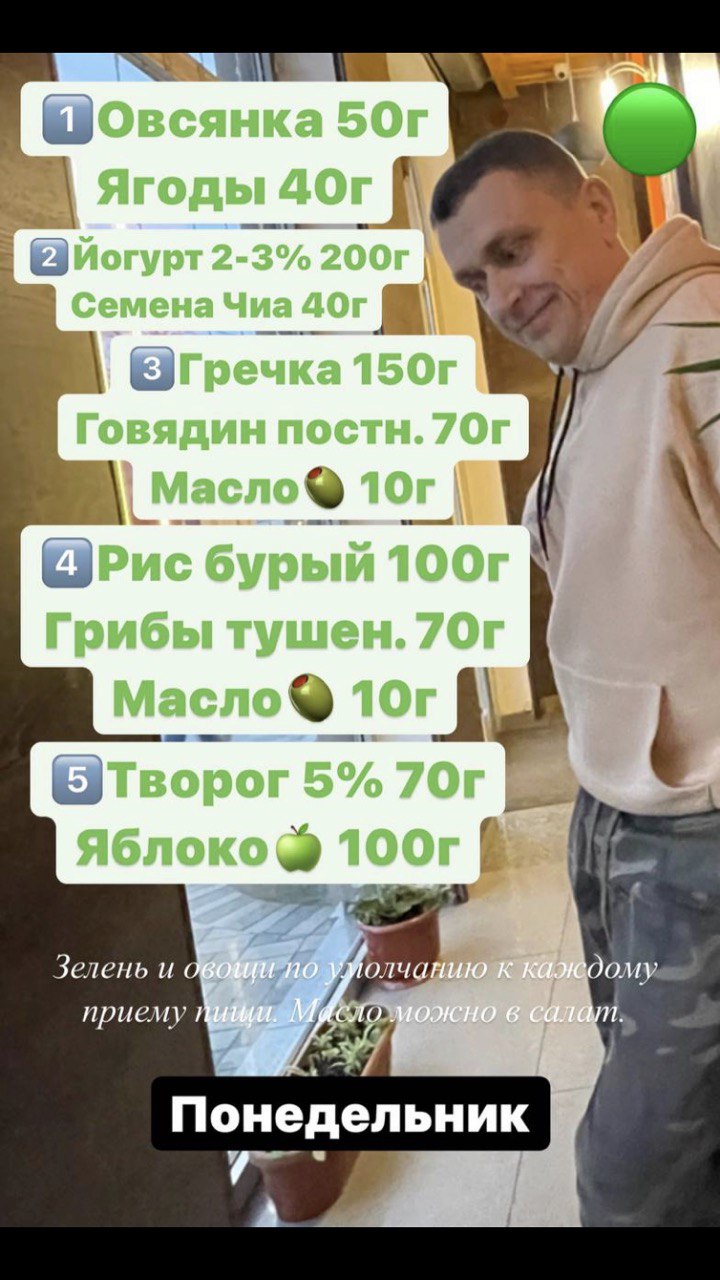 1️⃣Овсянка 50г
Ягоды 40г
2️⃣Йогурт 2-3% 200г
Семена Чиа 40г
3️⃣Гречка 150г
Говядин постн. 70г
Масло🫒 10г
4️⃣Рис бурый 100г
Грибы тушен. 70г
Масло🫒 10г
5️⃣Творог 5% 70г
Яблоко🍏 100г
Зелень и овощи по умолчанию к каждому
приему пищи. Масло можно в салат.
Понедельник